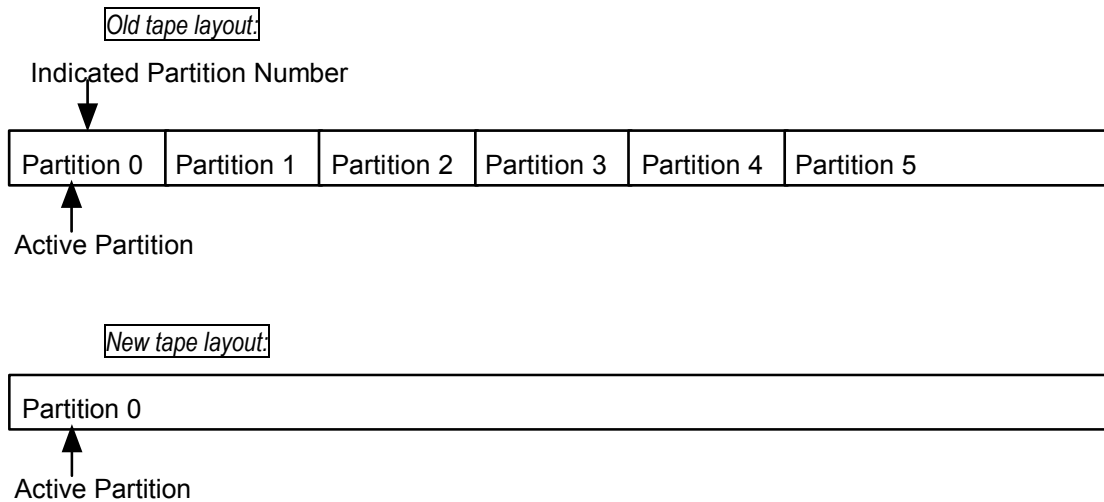 Old tape layout:
Indicated Partition Number
Partition 0 Partition 1 Partition 2 Partition 3 Partition 4 Partition 5
Active Partition
New tape layout:
Partition 0
Active Partition